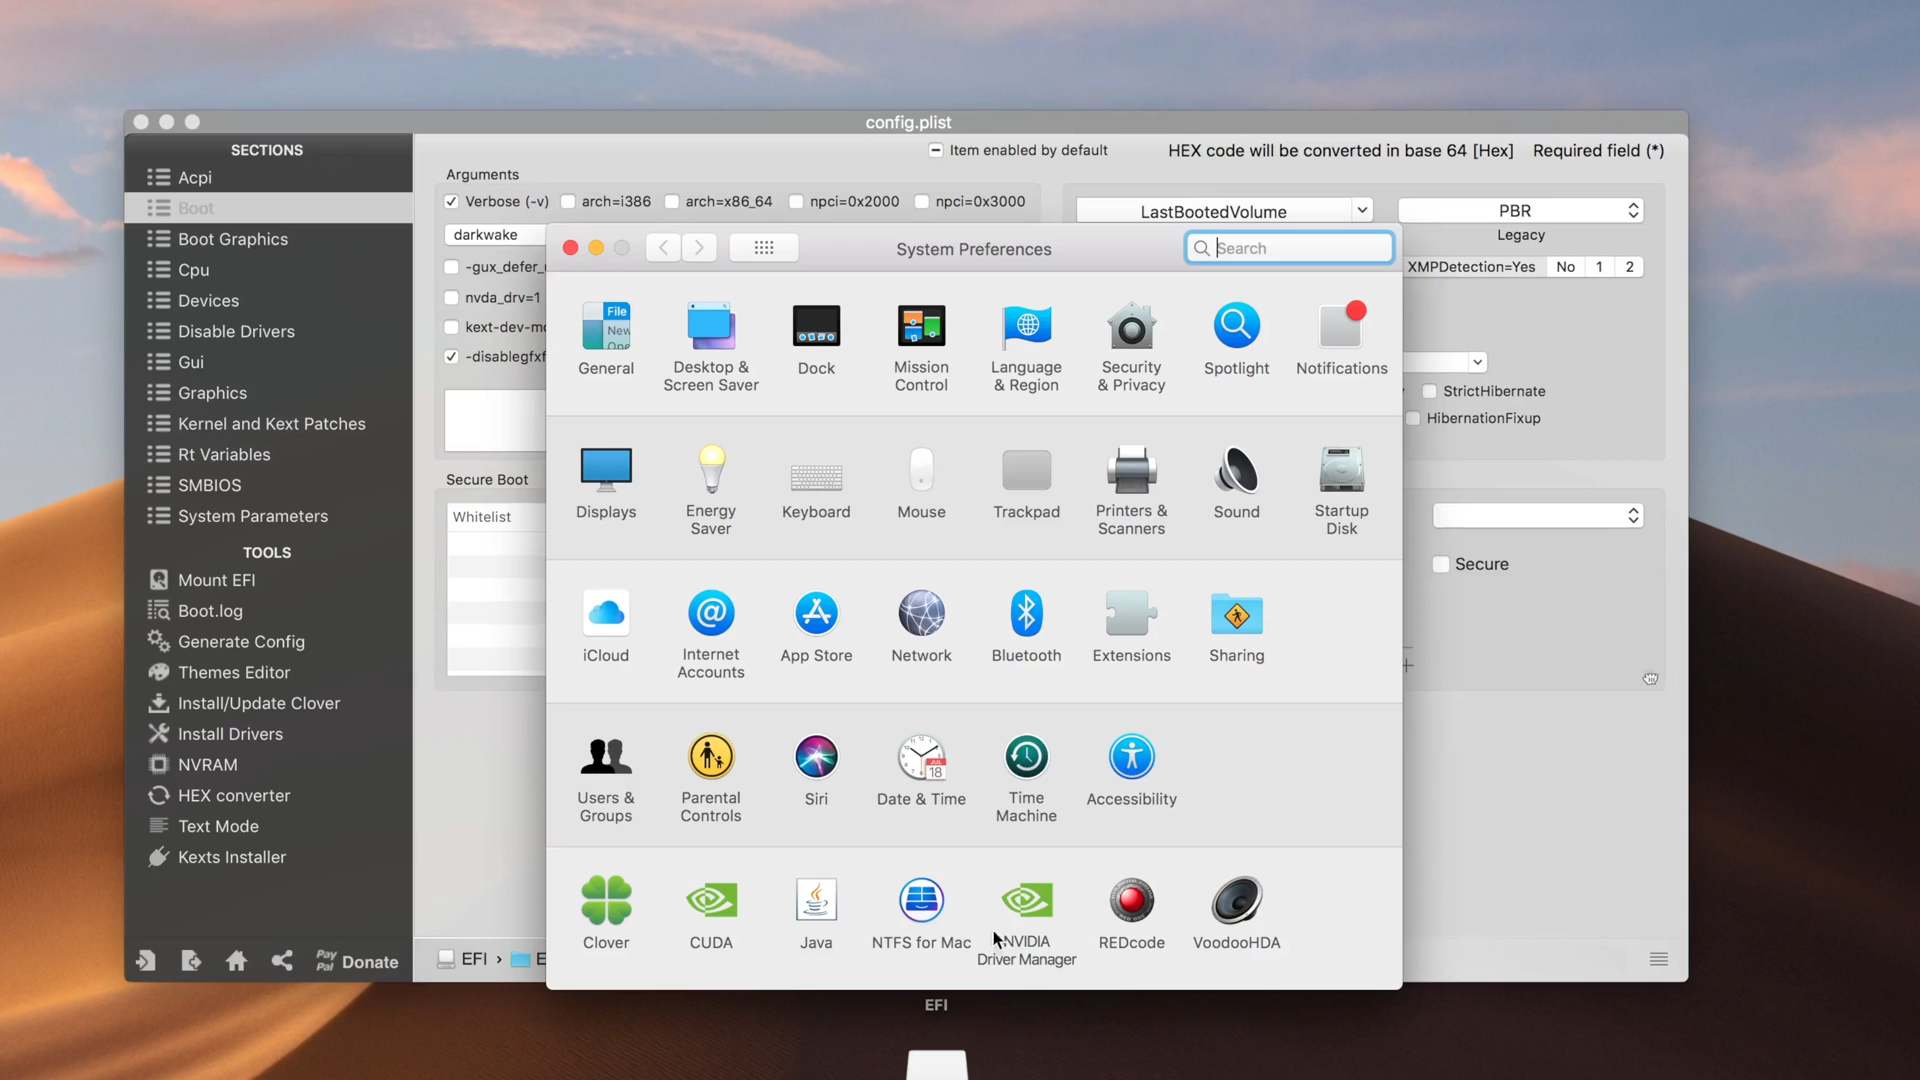 config.plist
SECTIONS
Acpi
Boot
Boot Graphics
Cpu
Devices
Disable Drivers
Gui
Graphics
Kernel and Kext Patches
Rt Variables
SMBIOS
System Parameters
TOOLS
Mount EFI
Boot.log
Generate Config
Themes Editor
Install/Update Clover
Install Drivers
NVRAM
HEX converter
Text Mode
Kexts Installer
Pay
Pal Donate
Item enabled by default
HEX code will be converted in base 64 [Hex] Required field (*)
Arguments
Verbose (-v) arch=i386 arch=x86_64 npci=0x2000 npci=0x3000
darkwake
nvda_drv=1
LastBootedVolume
PBR
Legacy
XMPDetection=Yes No 1 2
StrictHibernate
HibernationFixup
Secure Boot
Whitelist
Secure
EFI
System Preferences
Search
File
New
General
Desktop &
Screen Saver
Dock
Mission
Control
Language
& Region
Security
& Privacy
Spotlight
Notifications
Displays
Energy
Saver
Keyboard
Mouse
Trackpad
Printers &
Scanners
Sound
Startup
Disk
iCloud
Internet
Accounts
App Store
Network
Bluetooth
Extensions
Sharing
Users &
Groups
Parental
Controls
Siri
JUL
18
Date & Time
Time
Machine
Accessibility
Clover
CUDA
Java
NTFS for Mac
NVIDIA
Driver Manager
REDcode
VoodooHDA
EFI